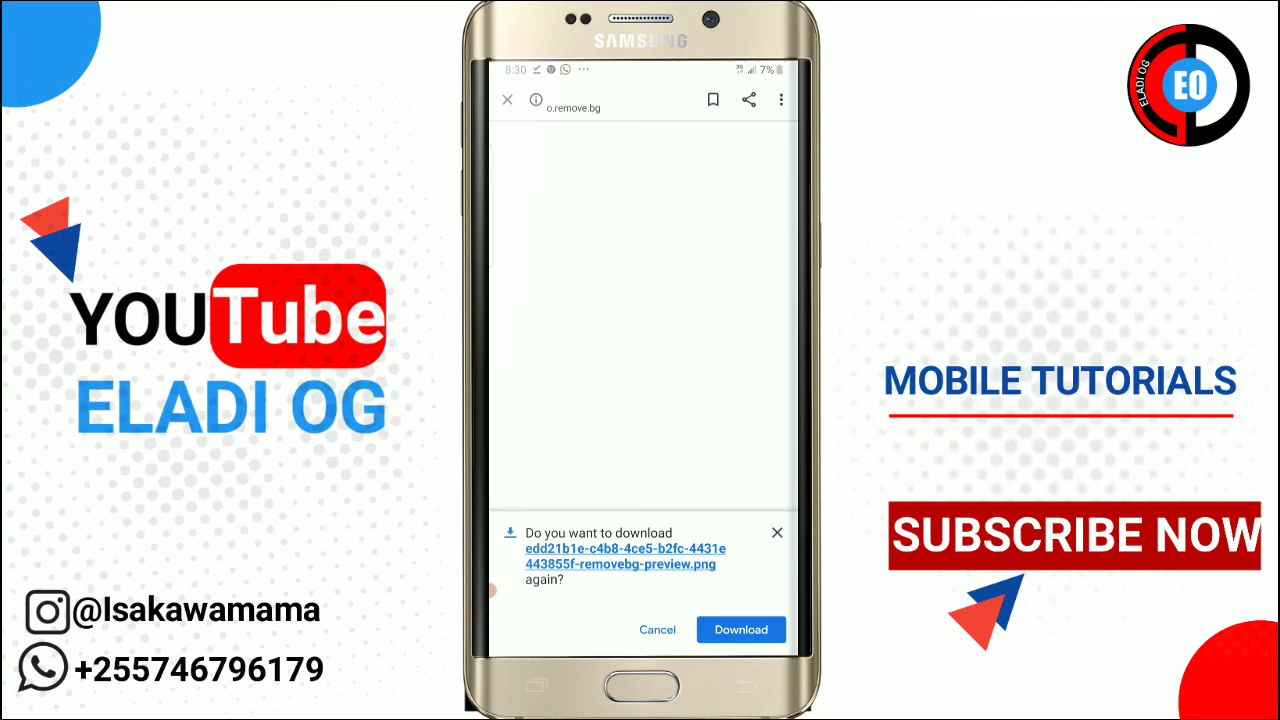 SAMSUNG
8:30
3G
7%
o.remove.bg
ELADI OG
EO
YOUTube
ELADI OG
MOBILE TUTORIALS
SUBSCRIBE NOW
Do you want to download
edd21b1e-c4b8-4ce5-b2fc-4431e
443855f-removebg-preview.png
again?
Cancel
Download
@Isakawamama
+255746796179